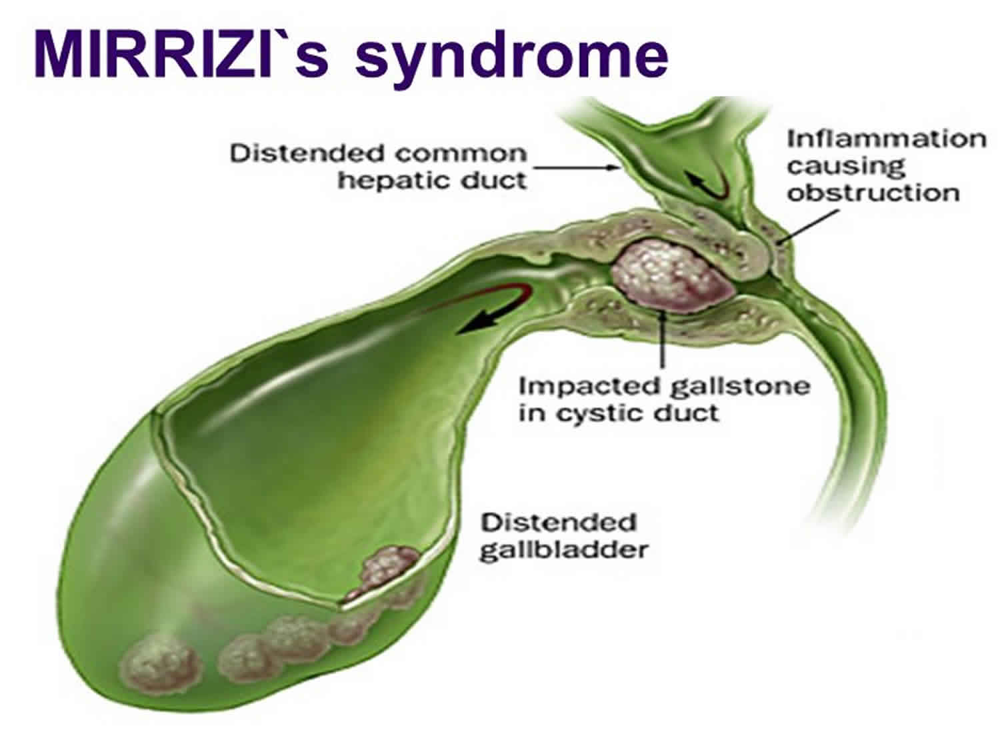 MIRRIZI`s syndrome
Distended common
hepatic duct
Inflammation
causing
obstruction
Impacted gallstone
in cystic duct
Distended
gallbladder